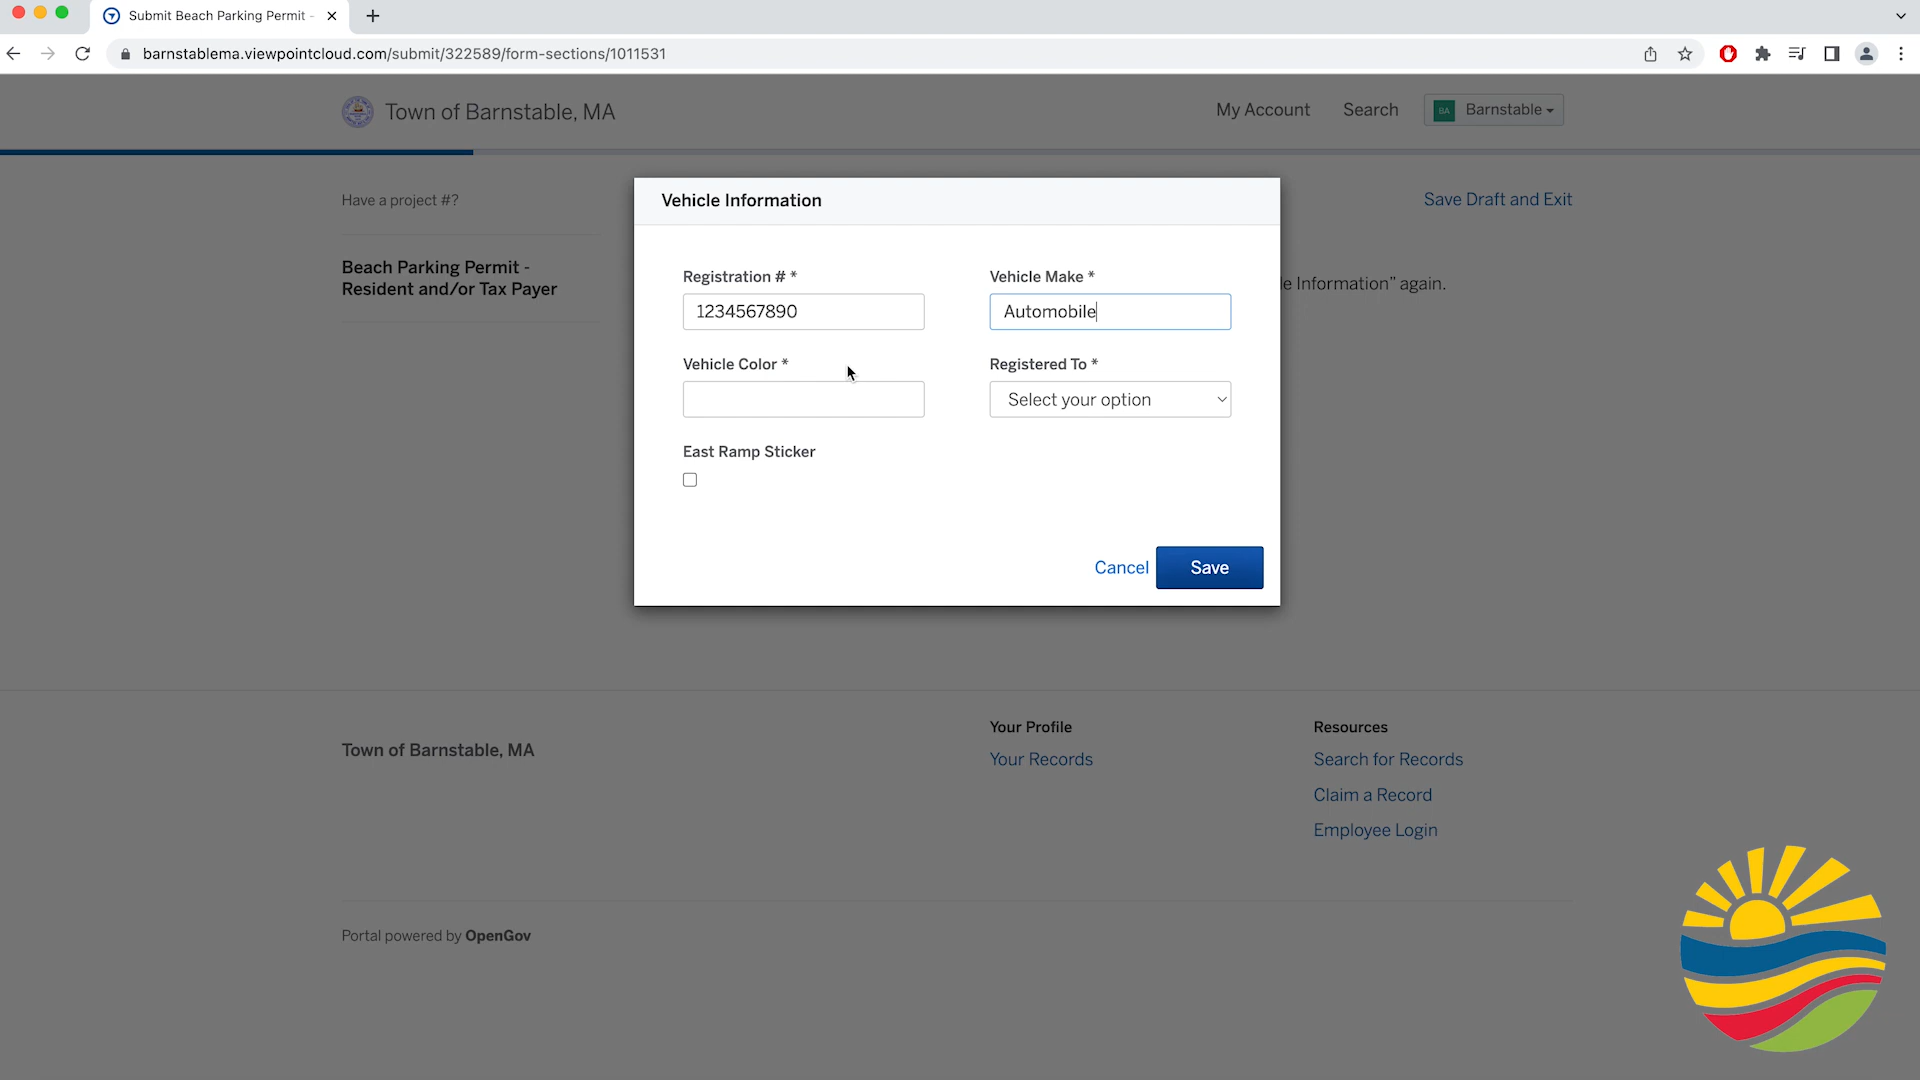 Submit Beach Parking Permit -
barnstablema.viewpointcloud.com/submit/322589/form-sections/1011531
Town of Barnstable, MA
My Account
Search
BA
Barnstable
Have a project #?
Save Draft and Exit
Beach Parking Permit -
Resident and/or Tax Payer
le Information" again.
Vehicle Information
Registration # *
Vehicle Make *
1234567890
Automobile
Vehicle Color *
Registered To *
Select your option
East Ramp Sticker
Cancel
Save
Town of Barnstable, MA
Your Profile
Your Records
Resources
Search for Records
Claim a Record
Employee Login
Portal powered by OpenGov